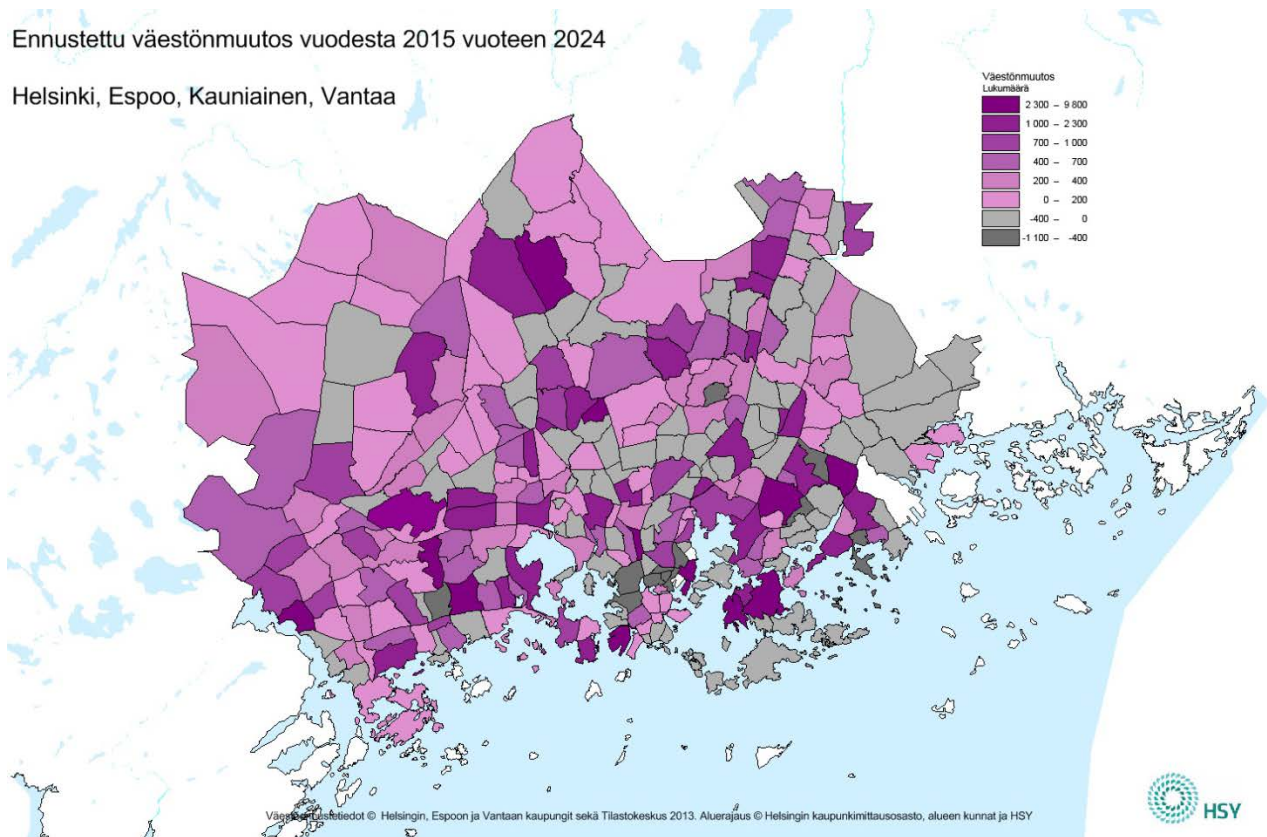 Ennustettu väestönmuutos vuodesta 2015 vuoteen 2024
Helsinki, Espoo, Kauniainen, Vantaa
Väestönmuutos
Lukumäärä
2 300 – 9 800
1 000 – 2 300
700 – 1 000
400 – 700
200 – 400
0 – 200
-400 – 0
-1 100 – -400
© Helsingin, Espoon ja Vantaan kaupungit sekä Tilastokeskus 2013. Aluerajaus © Helsingin kaupunkimittausosasto, alueen kunnat ja HSY
HSY